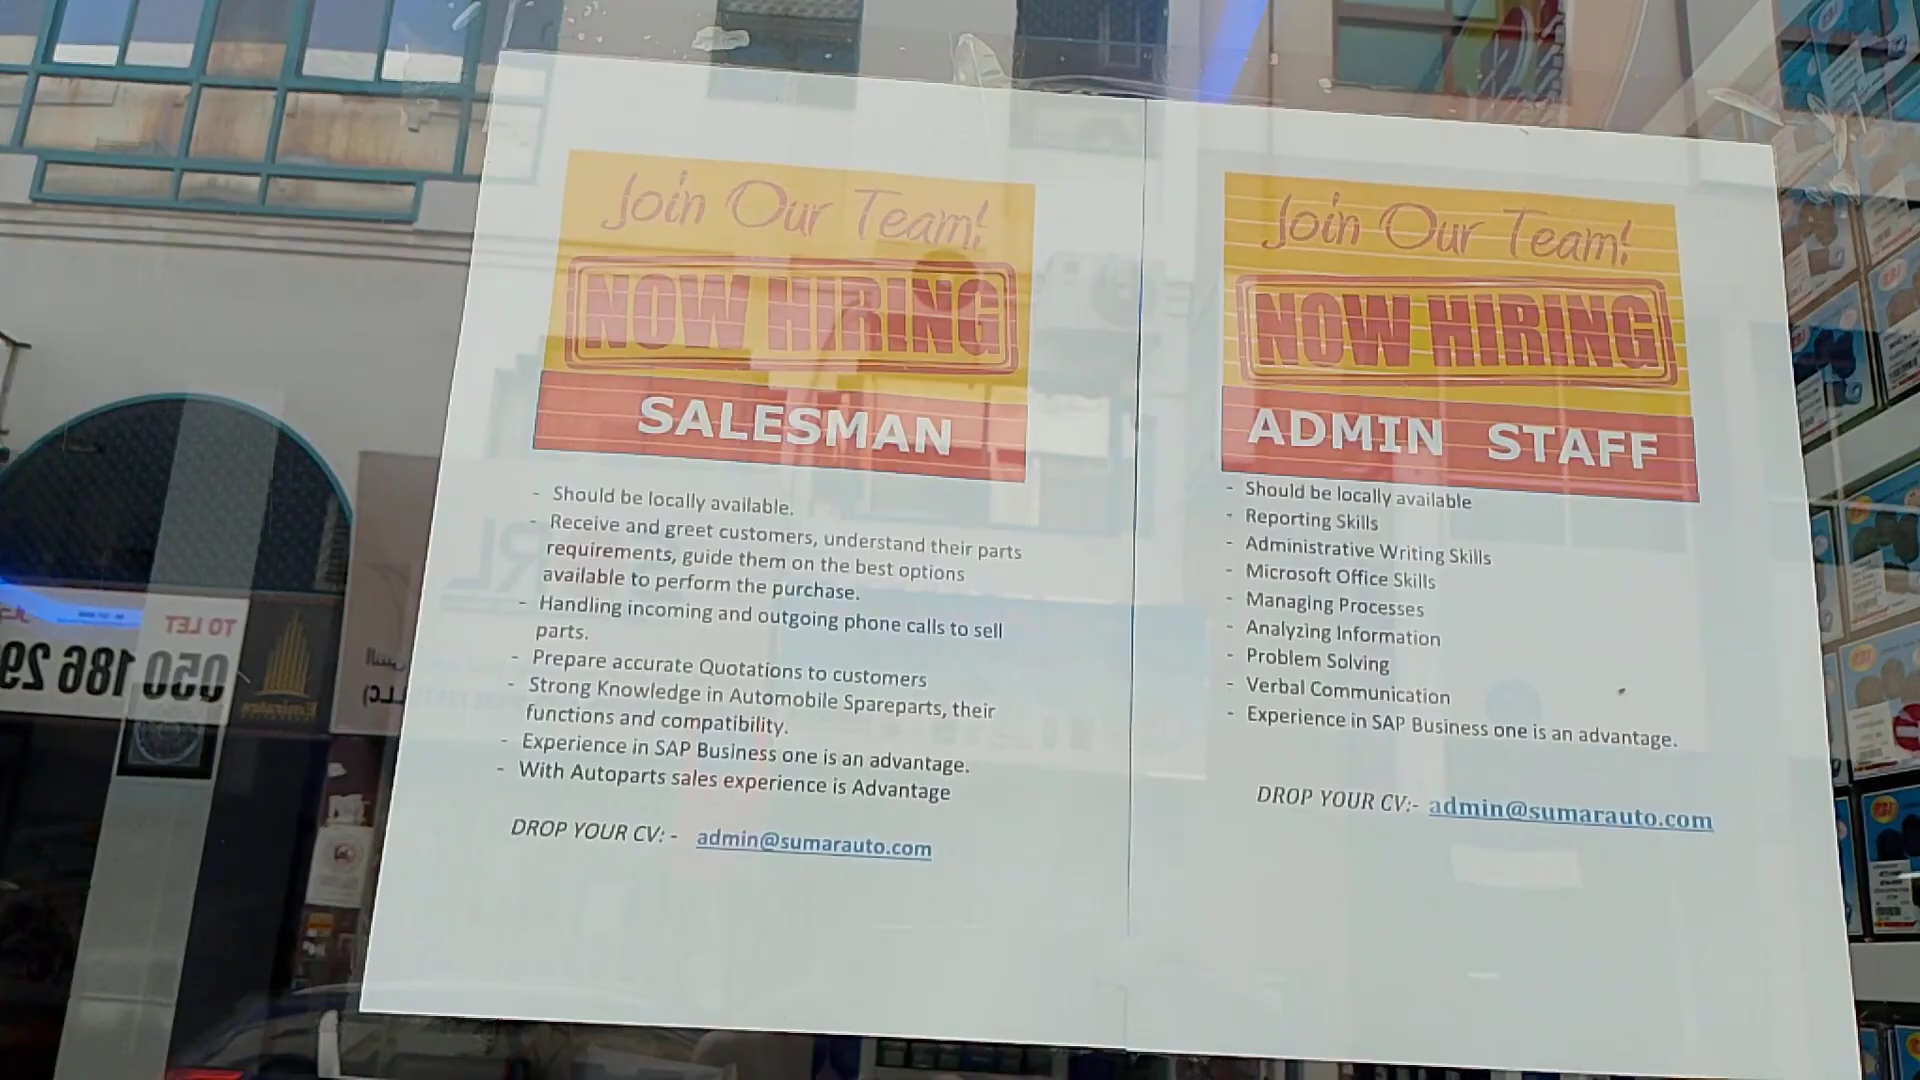 Join Our Team!
NOW HIRING
SALESMAN
- Should be locally available.
- Receive and greet customers, understand their parts
requirements, guide them on the best options
available to perform the purchase.
- Handling incoming and outgoing phone calls to sell
parts.
- Prepare accurate Quotations to customers
- Strong Knowledge in Automobile Spareparts, their
functions and compatibility.
- Experience in SAP Business one is an advantage.
- With Autoparts sales experience is Advantage
DROP YOUR CV: - admin@sumarauto.com
Join Our Team!
NOW HIRING
ADMIN STAFF
- Should be locally available
- Reporting Skills
- Administrative Writing Skills
- Microsoft Office Skills
- Managing Processes
- Analyzing Information
- Problem Solving
- Verbal Communication
- Experience in SAP Business one is an advantage.
DROP YOUR CV:- admin@sumarauto.com
TO LET
050 186 29
Emirates